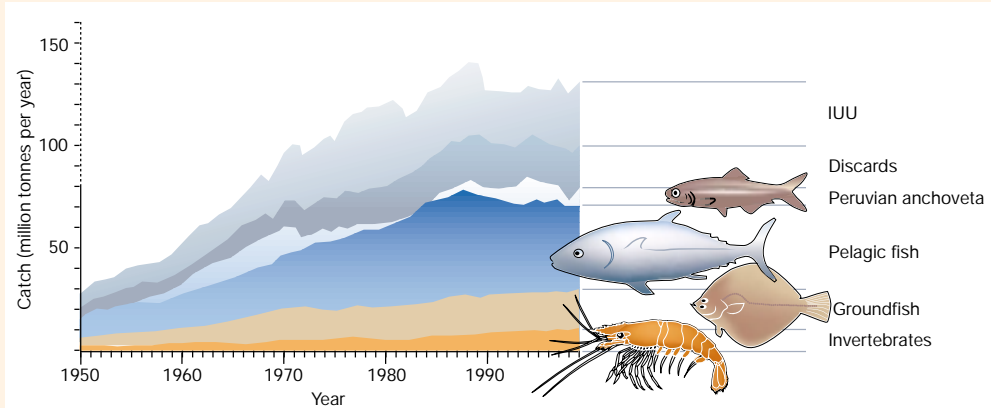 Catch (million tonnes per year)
150
100
50
1950
1960
1970
1980
1990
Year
IUU
Discards
Peruvian anchoveta
Pelagic fish
Groundfish
Invertebrates